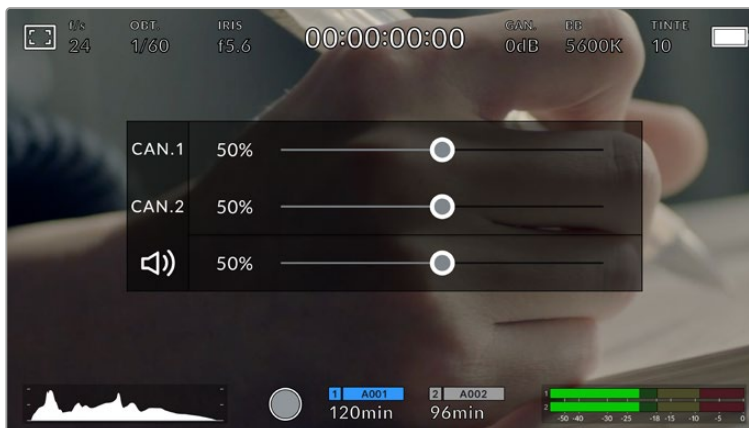 f/s OBT. IRIS 00:00:00:00 GAN. BB TINTE
24 1/60 f5.6 0dB 5600K 10
CAN.1 50%
CAN.2 50%
50%
1 A001 2 A002
120min 96min
1
2
-50 -40 -30 -25 -18 -15 -10 -5 0